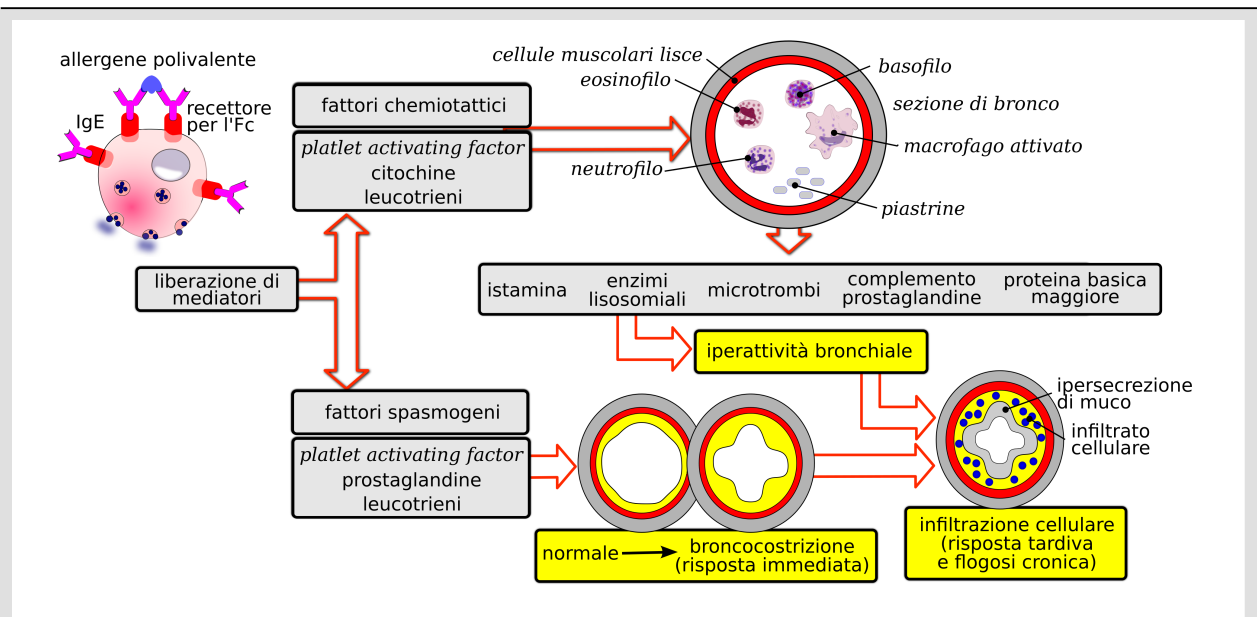 allergene polivalente
IgE
recettore
per l'Fc
fattori chemiotattici
platlet activating factor
citochine
leucotrieni
cellule muscolari lisce
eosinofilo
neutrofilo
basofilo
sezione di bronco
macrofago attivato
piastrine
liberazione di
mediatori
istamina
enzimi
lisosomiali
microtrombi
complemento
prostaglandine
proteina basica
maggiore
iperattività bronchiale
fattori spasmogeni
platlet activating factor
prostaglandine
leucotrieni
ipersecrezione
di muco
infiltrato
cellulare
normale
broncocostrizione
(risposta immediata)
infiltrazione cellulare
(risposta tardiva
e flogosi cronica)